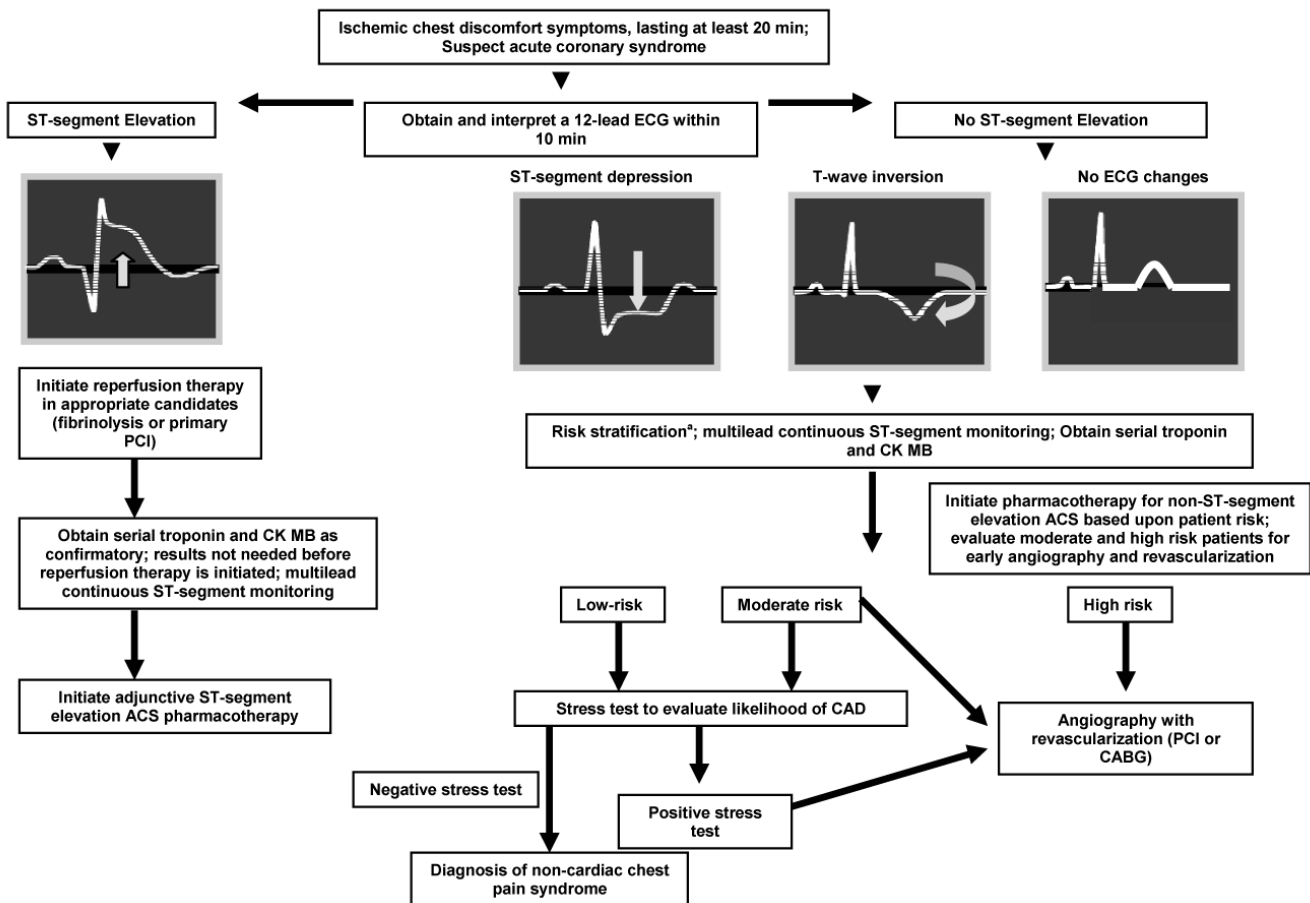 Ischemic chest discomfort symptoms, lasting at least 20 min;
Suspect acute coronary syndrome
ST-segment Elevation
Obtain and interpret a 12-lead ECG within
10 min
No ST-segment Elevation
ST-segment depression
T-wave inversion
No ECG changes
Initiate reperfusion therapy
in appropriate candidates
(fibrinolysis or primary
PCI)
Risk stratificationᵃ; multilead continuous ST-segment monitoring; Obtain serial troponin
and CK MB
Initiate pharmacotherapy for non-ST-segment
elevation ACS based upon patient risk;
evaluate moderate and high risk patients for
early angiography and revascularization
Obtain serial troponin and CK MB as
confirmatory; results not needed before
reperfusion therapy is initiated; multilead
continuous ST-segment monitoring
Low-risk
Moderate risk
High risk
Initiate adjunctive ST-segment
elevation ACS pharmacotherapy
Stress test to evaluate likelihood of CAD
Angiography with
revascularization (PCI or
CABG)
Negative stress test
Positive stress
test
Diagnosis of non-cardiac chest
pain syndrome